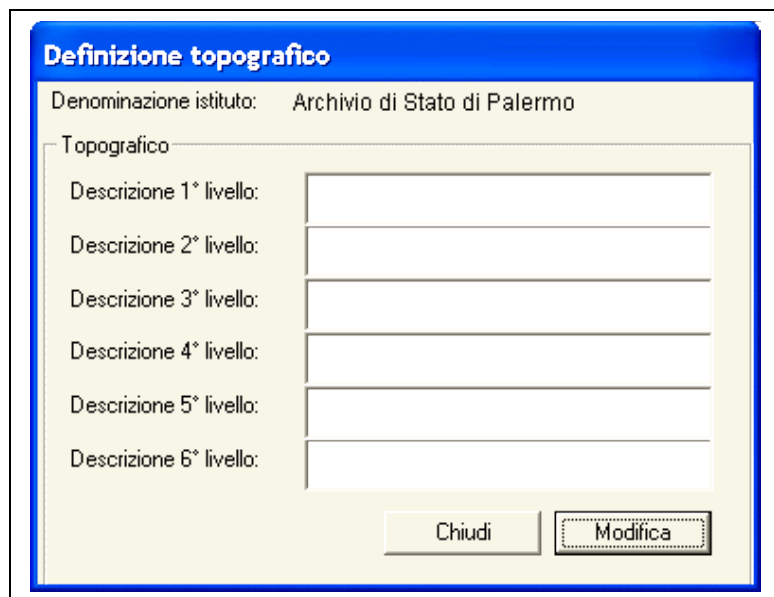 Definizione topografico
Denominazione istituto: Archivio di Stato di Palermo
Topografico
Descrizione 1° livello:
Descrizione 2° livello:
Descrizione 3° livello:
Descrizione 4° livello:
Descrizione 5° livello:
Descrizione 6° livello:
Chiudi Modifica